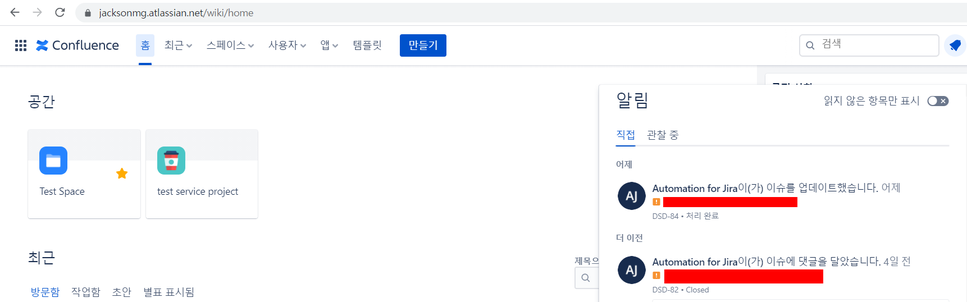 jacksonmg.atlassian.net/wiki/home
Confluence 홈 최근 스페이스 사용자 앱 템플릿 만들기 검색
공간
Test Space
test service project
최근
방문함 작업함 초안 별표 표시됨
제목으
알림
읽지 않은 항목만 표시
직접 관찰 중
어제
AJ
Automation for Jira이(가) 이슈를 업데이트했습니다. 어제
DSD-84 • 처리 완료
더 이전
AJ
Automation for Jira이(가) 이슈에 댓글을 달았습니다. 4일 전
DSD-82 • Closed